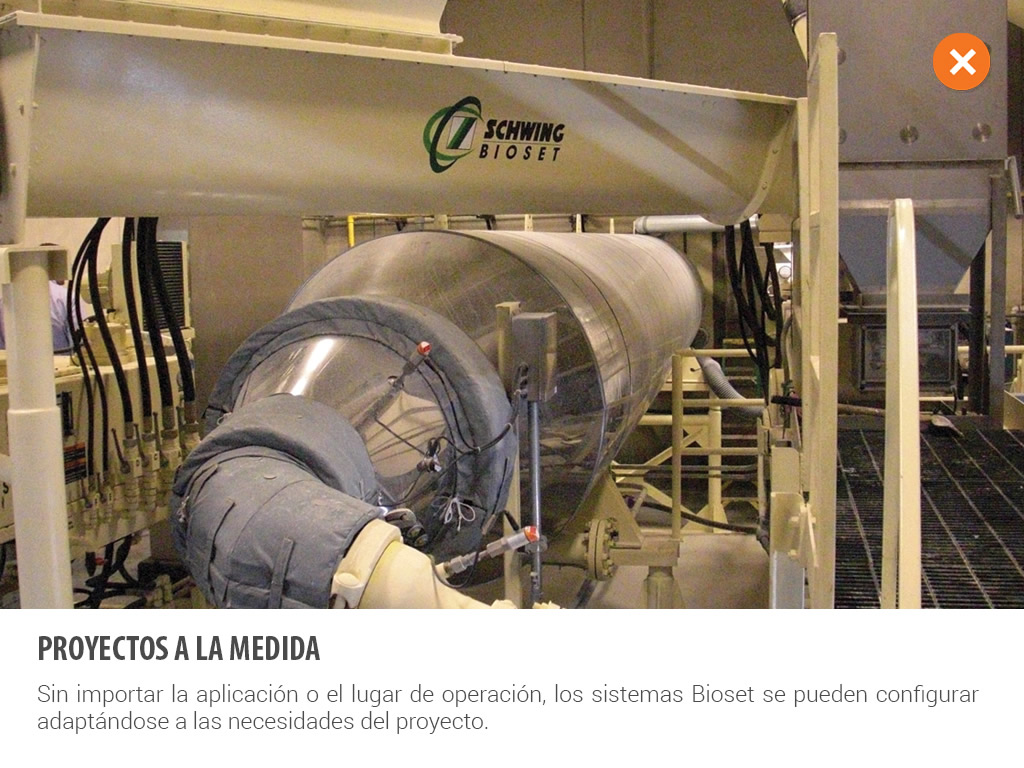 SCHWING
BIOSET
PROYECTOS A LA MEDIDA
Sin importar la aplicación o el lugar de operación, los sistemas Bioset se pueden configurar
adaptándose a las necesidades del proyecto.